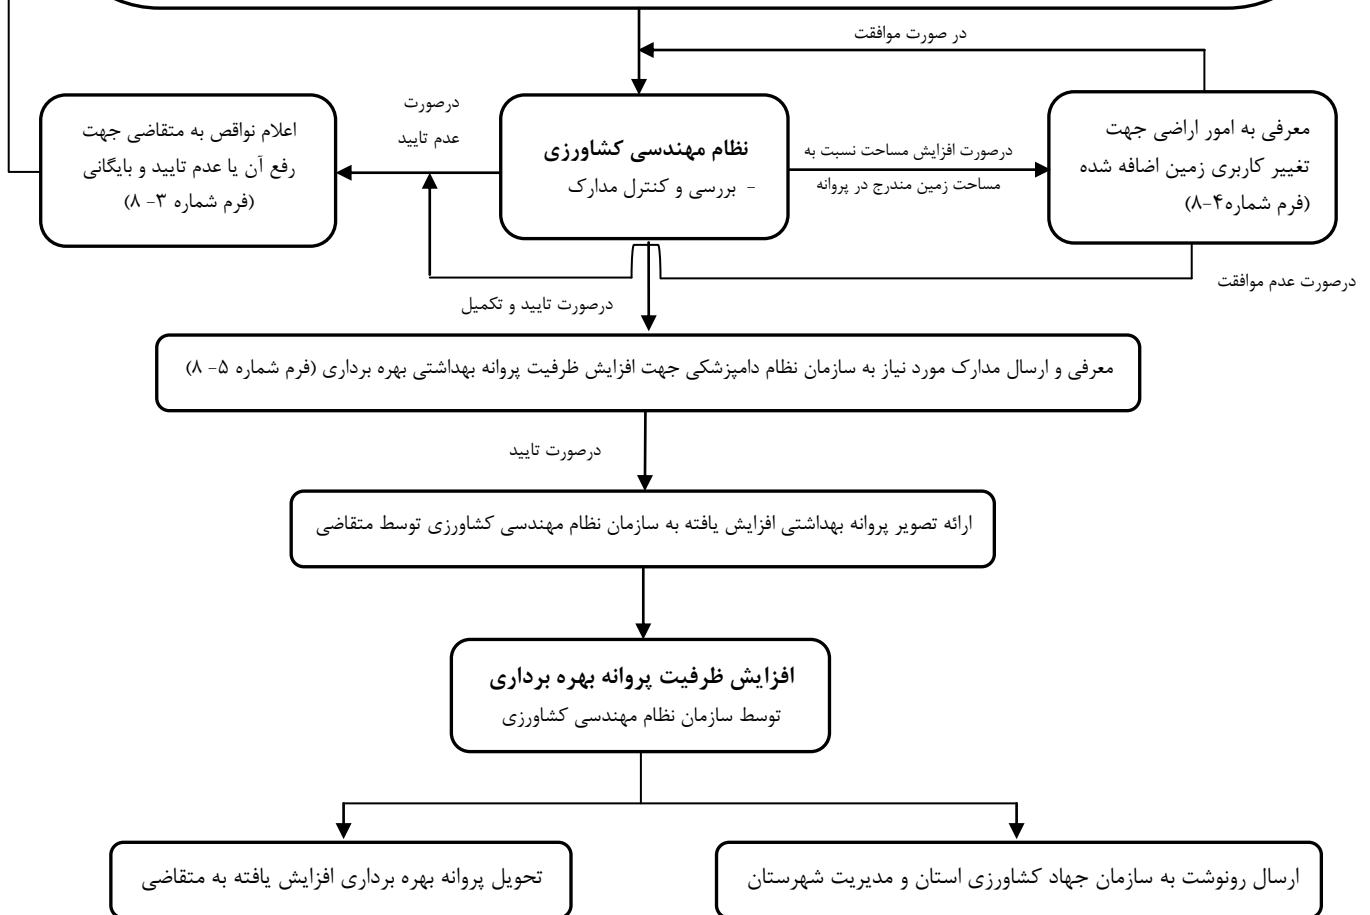 در صورت موافقت
معرفی به امور اراضی جهت
تغییر کاربری زمین اضافه شده
(فرم شماره۴-۸)
درصورت افزایش مساحت نسبت به
مساحت زمین مندرج در پروانه
نظام مهندسی کشاورزی
- بررسی و کنترل مدارک
درصورت
عدم تایید
اعلام نواقص به متقاضی جهت
رفع آن یا عدم تایید و بایگانی
(فرم شماره ۳- ۸)
درصورت عدم موافقت
درصورت تایید و تکمیل
معرفی و ارسال مدارک مورد نیاز به سازمان نظام دامپزشکی جهت افزایش ظرفیت پروانه بهداشتی بهره برداری (فرم شماره ۵- ۸)
درصورت تایید
ارائه تصویر پروانه بهداشتی افزایش یافته به سازمان نظام مهندسی کشاورزی توسط متقاضی
افزایش ظرفیت پروانه بهره برداری
توسط سازمان نظام مهندسی کشاورزی
ارسال رونوشت به سازمان جهاد کشاورزی استان و مدیریت شهرستان
تحویل پروانه بهره برداری افزایش یافته به متقاضی